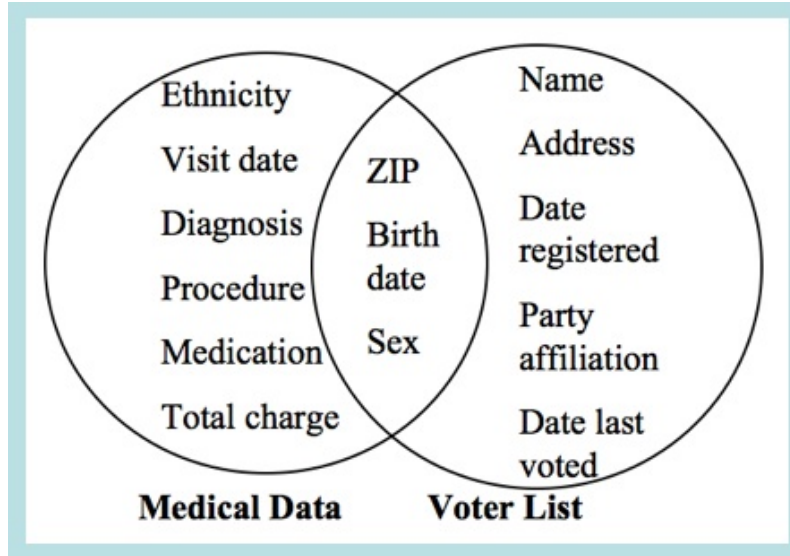 Ethnicity
Visit date
Diagnosis
Procedure
Medication
Total charge
ZIP
Birth
date
Sex
Name
Address
Date
registered
Party
affiliation
Date last
voted
Medical Data
Voter List